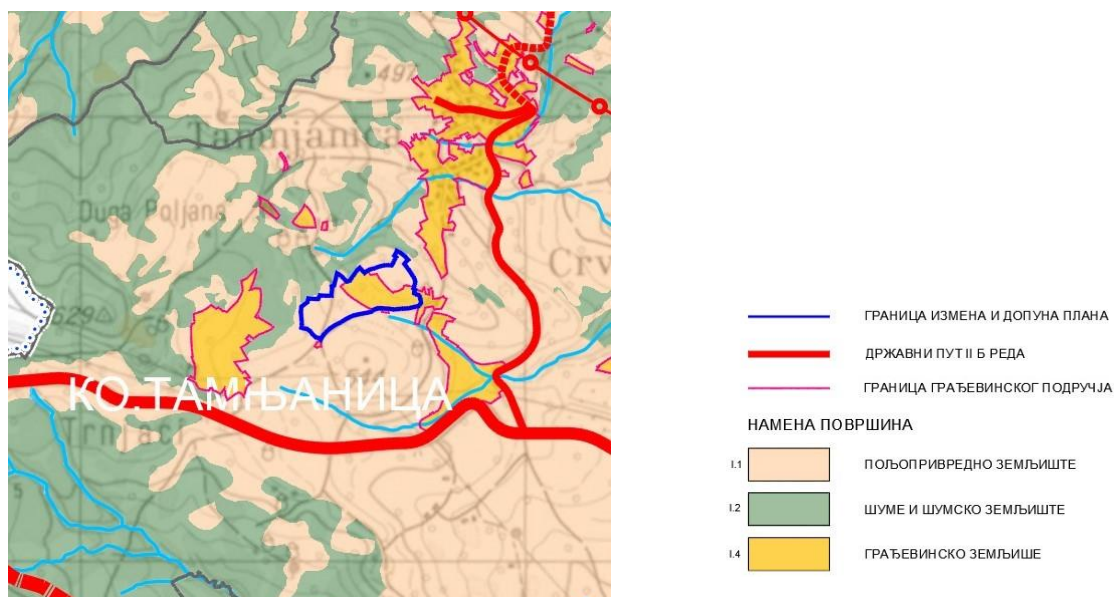 497
Tamnjanica
Duga Poljana
Crv
629
КО.ТАМЊАНИЦА
Trnjaci
ГРАНИЦА ИЗМЕНА И ДОПУНА ПЛАНА
ДРЖАВНИ ПУТ II Б РЕДА
ГРАНИЦА ГРАЂЕВИНСКОГ ПОДРУЧЈА
НАМЕНА ПОВРШИНА
I.1 ПОЉОПРИВРЕДНО ЗЕМЉИШТЕ
I.2 ШУМЕ И ШУМСКО ЗЕМЉИШТЕ
I.4 ГРАЂЕВИНСКО ЗЕМЉИШЕ